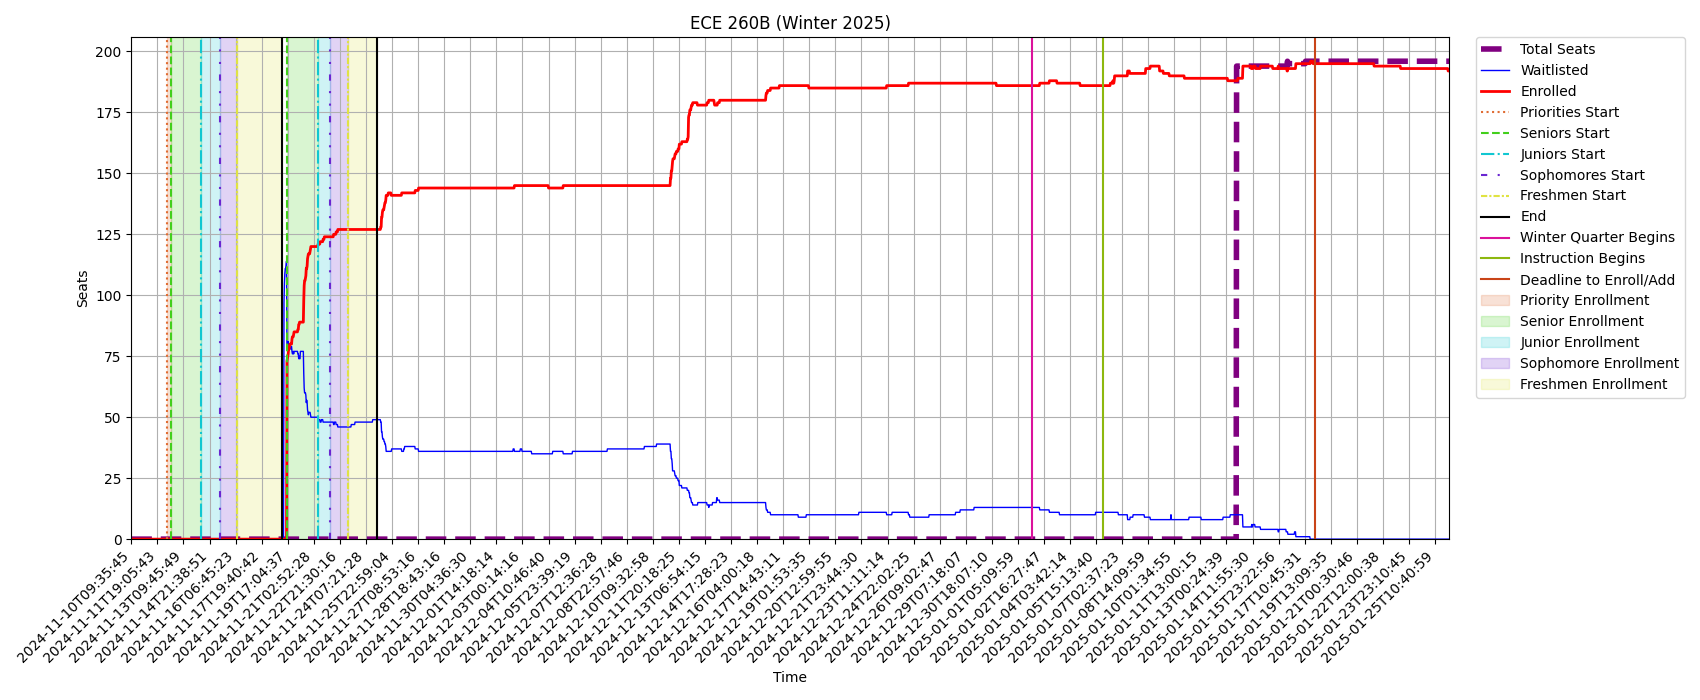 ECE 260B (Winter 2025)
Seats
200
175
150
125
100
75
50
25
0
2024-11-10T09:35:45
2024-11-11T19:05:43
2024-11-13T09:45:49
2024-11-14T21:38:51
2024-11-16T06:45:23
2024-11-17T19:40:42
2024-11-19T17:04:37
2024-11-21T02:52:28
2024-11-22T21:30:16
2024-11-24T07:21:28
2024-11-25T22:59:04
2024-11-27T08:53:16
2024-11-28T18:43:16
2024-11-30T04:36:30
2024-12-01T14:18:14
2024-12-03T00:14:16
2024-12-04T10:46:40
2024-12-05T23:39:19
2024-12-07T12:36:28
2024-12-08T22:57:46
2024-12-10T09:32:58
2024-12-11T20:18:25
2024-12-13T06:54:15
2024-12-14T17:28:23
2024-12-16T04:00:18
2024-12-17T14:43:11
2024-12-19T01:53:35
2024-12-20T12:59:55
2024-12-21T23:44:30
2024-12-23T11:11:14
2024-12-24T22:02:25
2024-12-26T09:02:47
2024-12-29T07:18:07
2024-12-30T18:07:10
2025-01-01T05:09:59
2025-01-02T16:27:47
2025-01-04T03:42:14
2025-01-05T15:13:40
2025-01-07T02:37:23
2025-01-08T14:09:59
2025-01-10T01:34:55
2025-01-11T13:00:15
2025-01-13T00:24:39
2025-01-14T11:55:30
2025-01-15T23:22:56
2025-01-17T10:45:31
2025-01-19T13:09:35
2025-01-21T00:30:46
2025-01-22T12:00:38
2025-01-23T23:10:45
2025-01-25T10:40:59
Time
Total Seats
Waitlisted
Enrolled
Priorities Start
Seniors Start
Juniors Start
Sophomores Start
Freshmen Start
End
Winter Quarter Begins
Instruction Begins
Deadline to Enroll/Add
Priority Enrollment
Senior Enrollment
Junior Enrollment
Sophomore Enrollment
Freshmen Enrollment